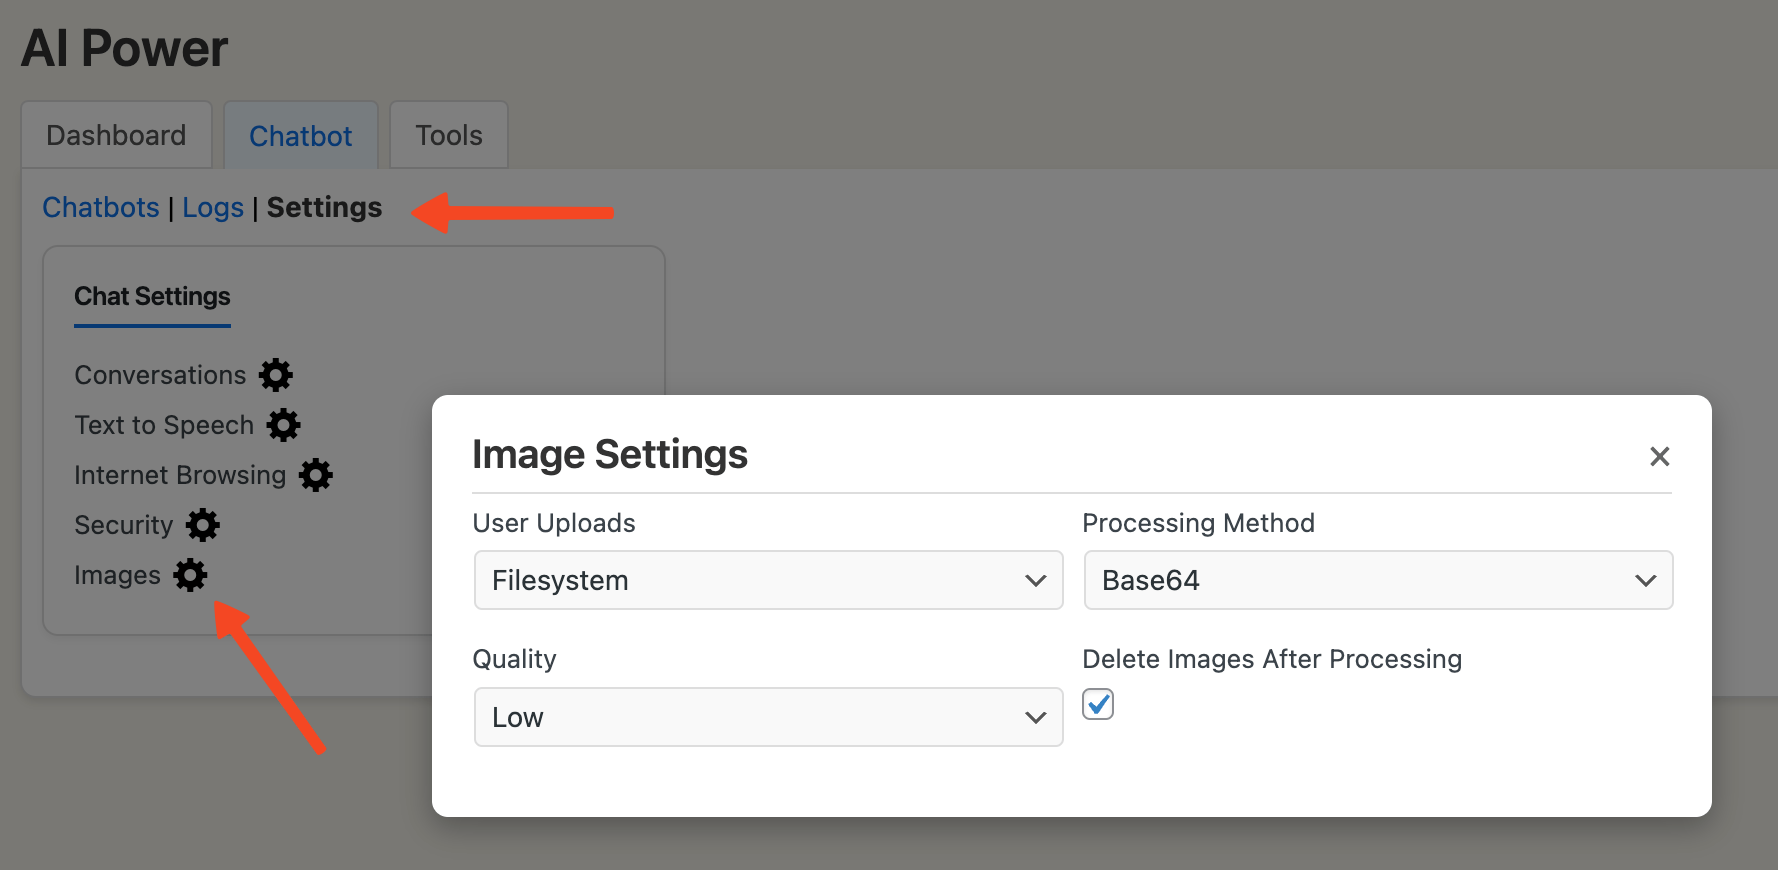 AI Power
Dashboard
Chatbot
Tools
Chatbots | Logs | Settings
Chat Settings
Conversations
Text to Speech
Internet Browsing
Security
Images
Image Settings
×
User Uploads
Processing Method
Filesystem
Base64
Quality
Delete Images After Processing
Low